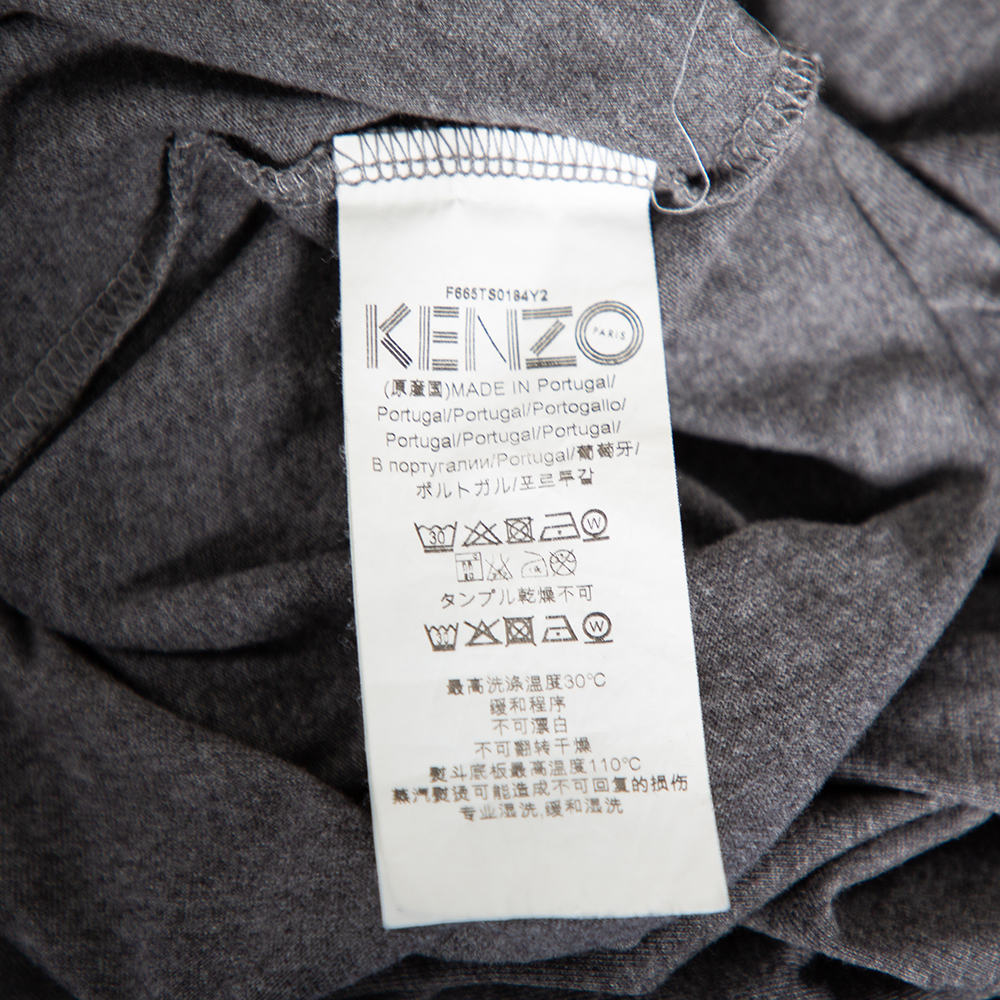 F665TS0184Y2
KENZO
PARIS
(原産国)MADE IN Portugal/
Portugal/Portugal/Portogallo/
Portugal/Portugal/Portugal/
В португалии/Portugal/葡萄牙/
ポルトガル/포르투갈
30 W
タンブル乾燥不可
W
最高洗涤温度30°C
缓和程序
不可漂白
不可翻转干燥
熨斗底板最高温度110°C
蒸汽熨烫可能造成不可回复的损伤
专业湿洗,缓和湿洗